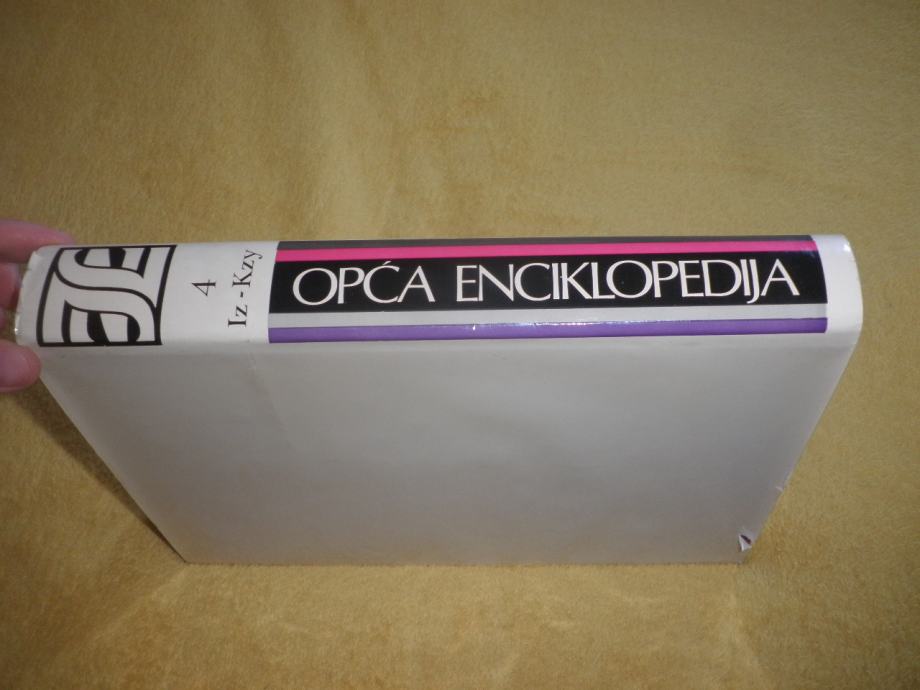 OPĆA ENCIKLOPEDIJA
4
Iz - Kzy